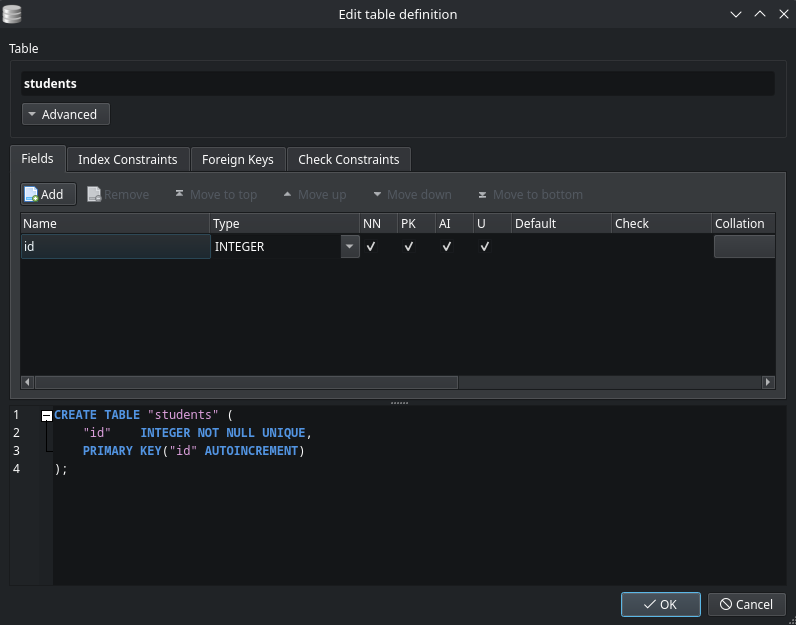 Edit table definition
Table
students
Advanced
Fields Index Constraints Foreign Keys Check Constraints
Add Remove Move to top Move up Move down Move to bottom
Name Type NN PK AI U Default Check Collation
id INTEGER ✓ ✓ ✓ ✓
1 CREATE TABLE "students" (
2 "id" INTEGER NOT NULL UNIQUE,
3 PRIMARY KEY("id" AUTOINCREMENT)
4 );
OK Cancel